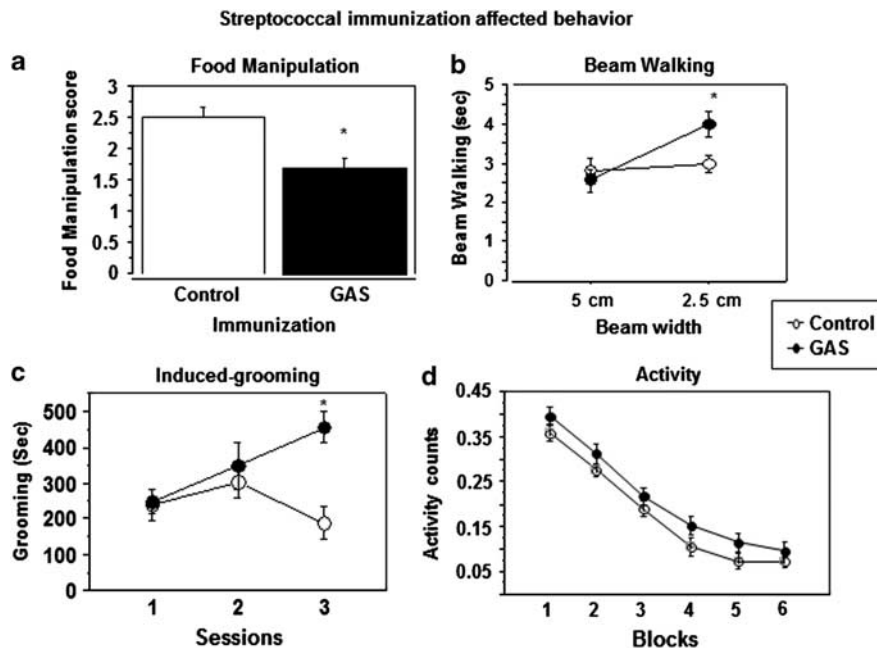 Streptococcal immunization affected behavior
a
Food Manipulation
Food Manipulation score
3
2.5
2
1.5
1
0.5
0
*
Control
GAS
Immunization
b
Beam Walking
Beam Walking (sec)
5
4
3
2
1
0
*
5 cm
2.5 cm
Beam width
Control
GAS
c
Induced-grooming
Grooming (Sec)
500
400
300
200
100
0
*
1
2
3
Sessions
d
Activity
Activity counts
0.45
0.35
0.25
0.15
0.05
1
2
3
4
5
6
Blocks